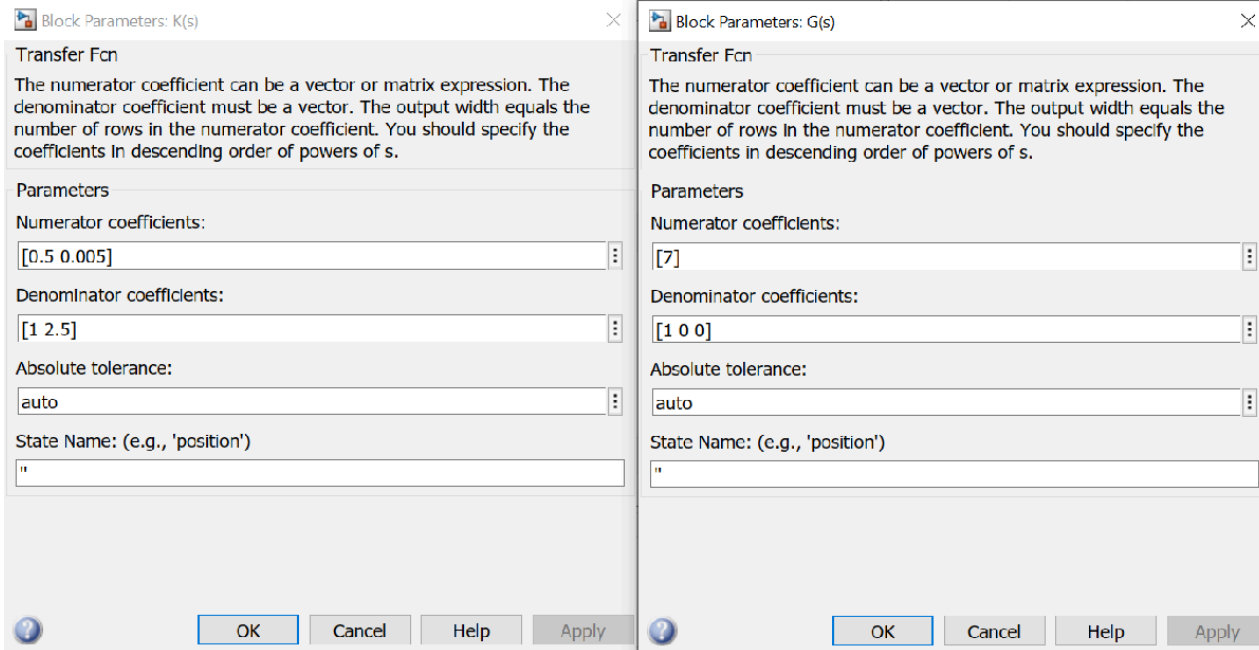 Block Parameters: K(s)
Transfer Fcn
The numerator coefficient can be a vector or matrix expression. The
denominator coefficient must be a vector. The output width equals the
number of rows in the numerator coefficient. You should specify the
coefficients in descending order of powers of s.
Parameters
Numerator coefficients:
[0.5 0.005]
Denominator coefficients:
[1 2.5]
Absolute tolerance:
auto
State Name: (e.g., 'position')
''
OK Cancel Help Apply
Block Parameters: G(s)
Transfer Fcn
The numerator coefficient can be a vector or matrix expression. The
denominator coefficient must be a vector. The output width equals the
number of rows in the numerator coefficient. You should specify the
coefficients in descending order of powers of s.
Parameters
Numerator coefficients:
[7]
Denominator coefficients:
[1 0 0]
Absolute tolerance:
auto
State Name: (e.g., 'position')
''
OK Cancel Help Apply